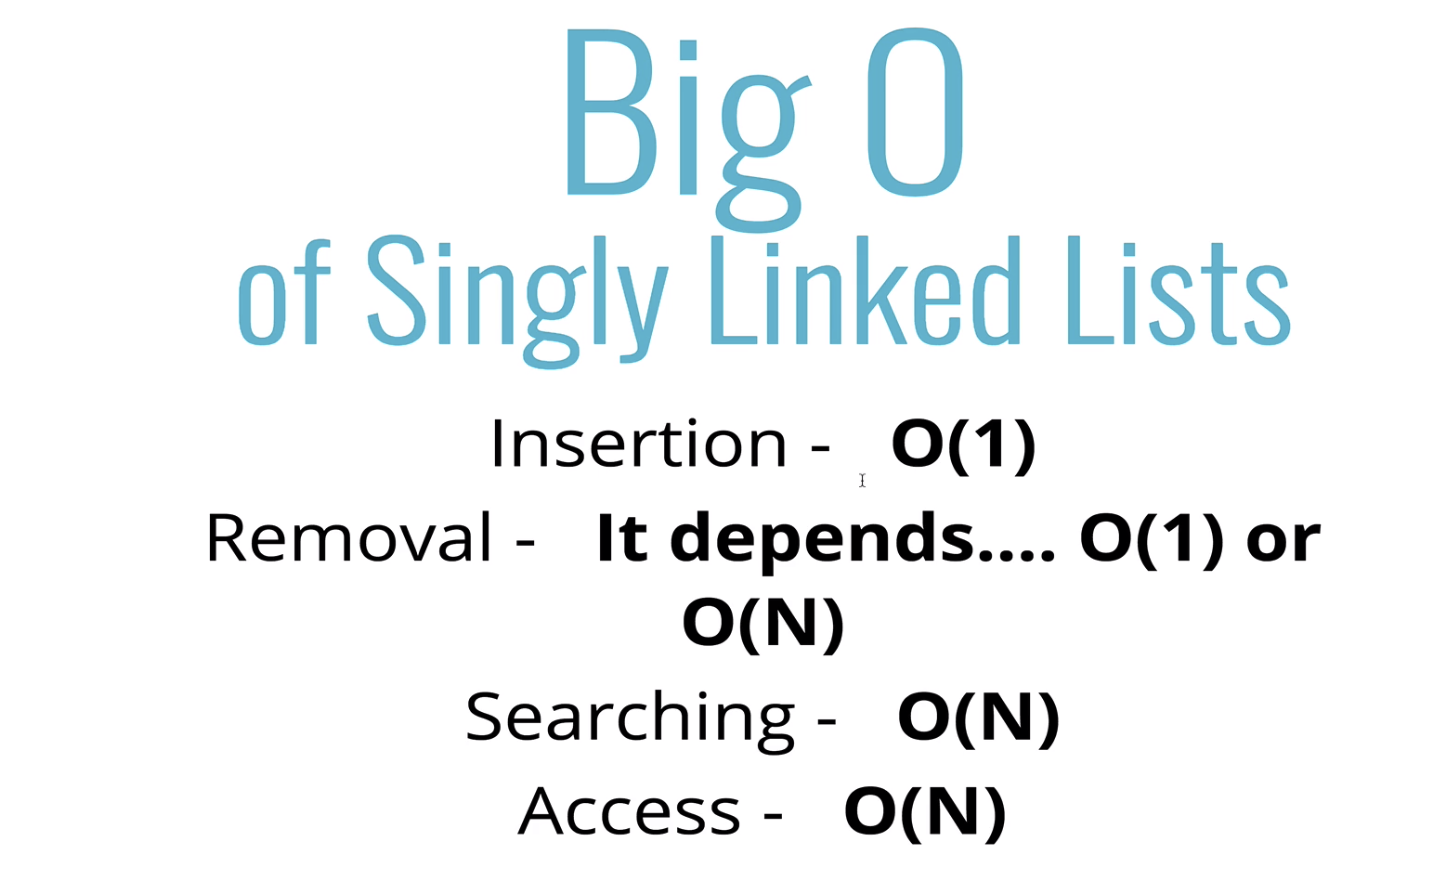 Big O
of Singly Linked Lists
Insertion - O(1)
Removal - It depends.... O(1) or
O(N)
Searching - O(N)
Access - O(N)